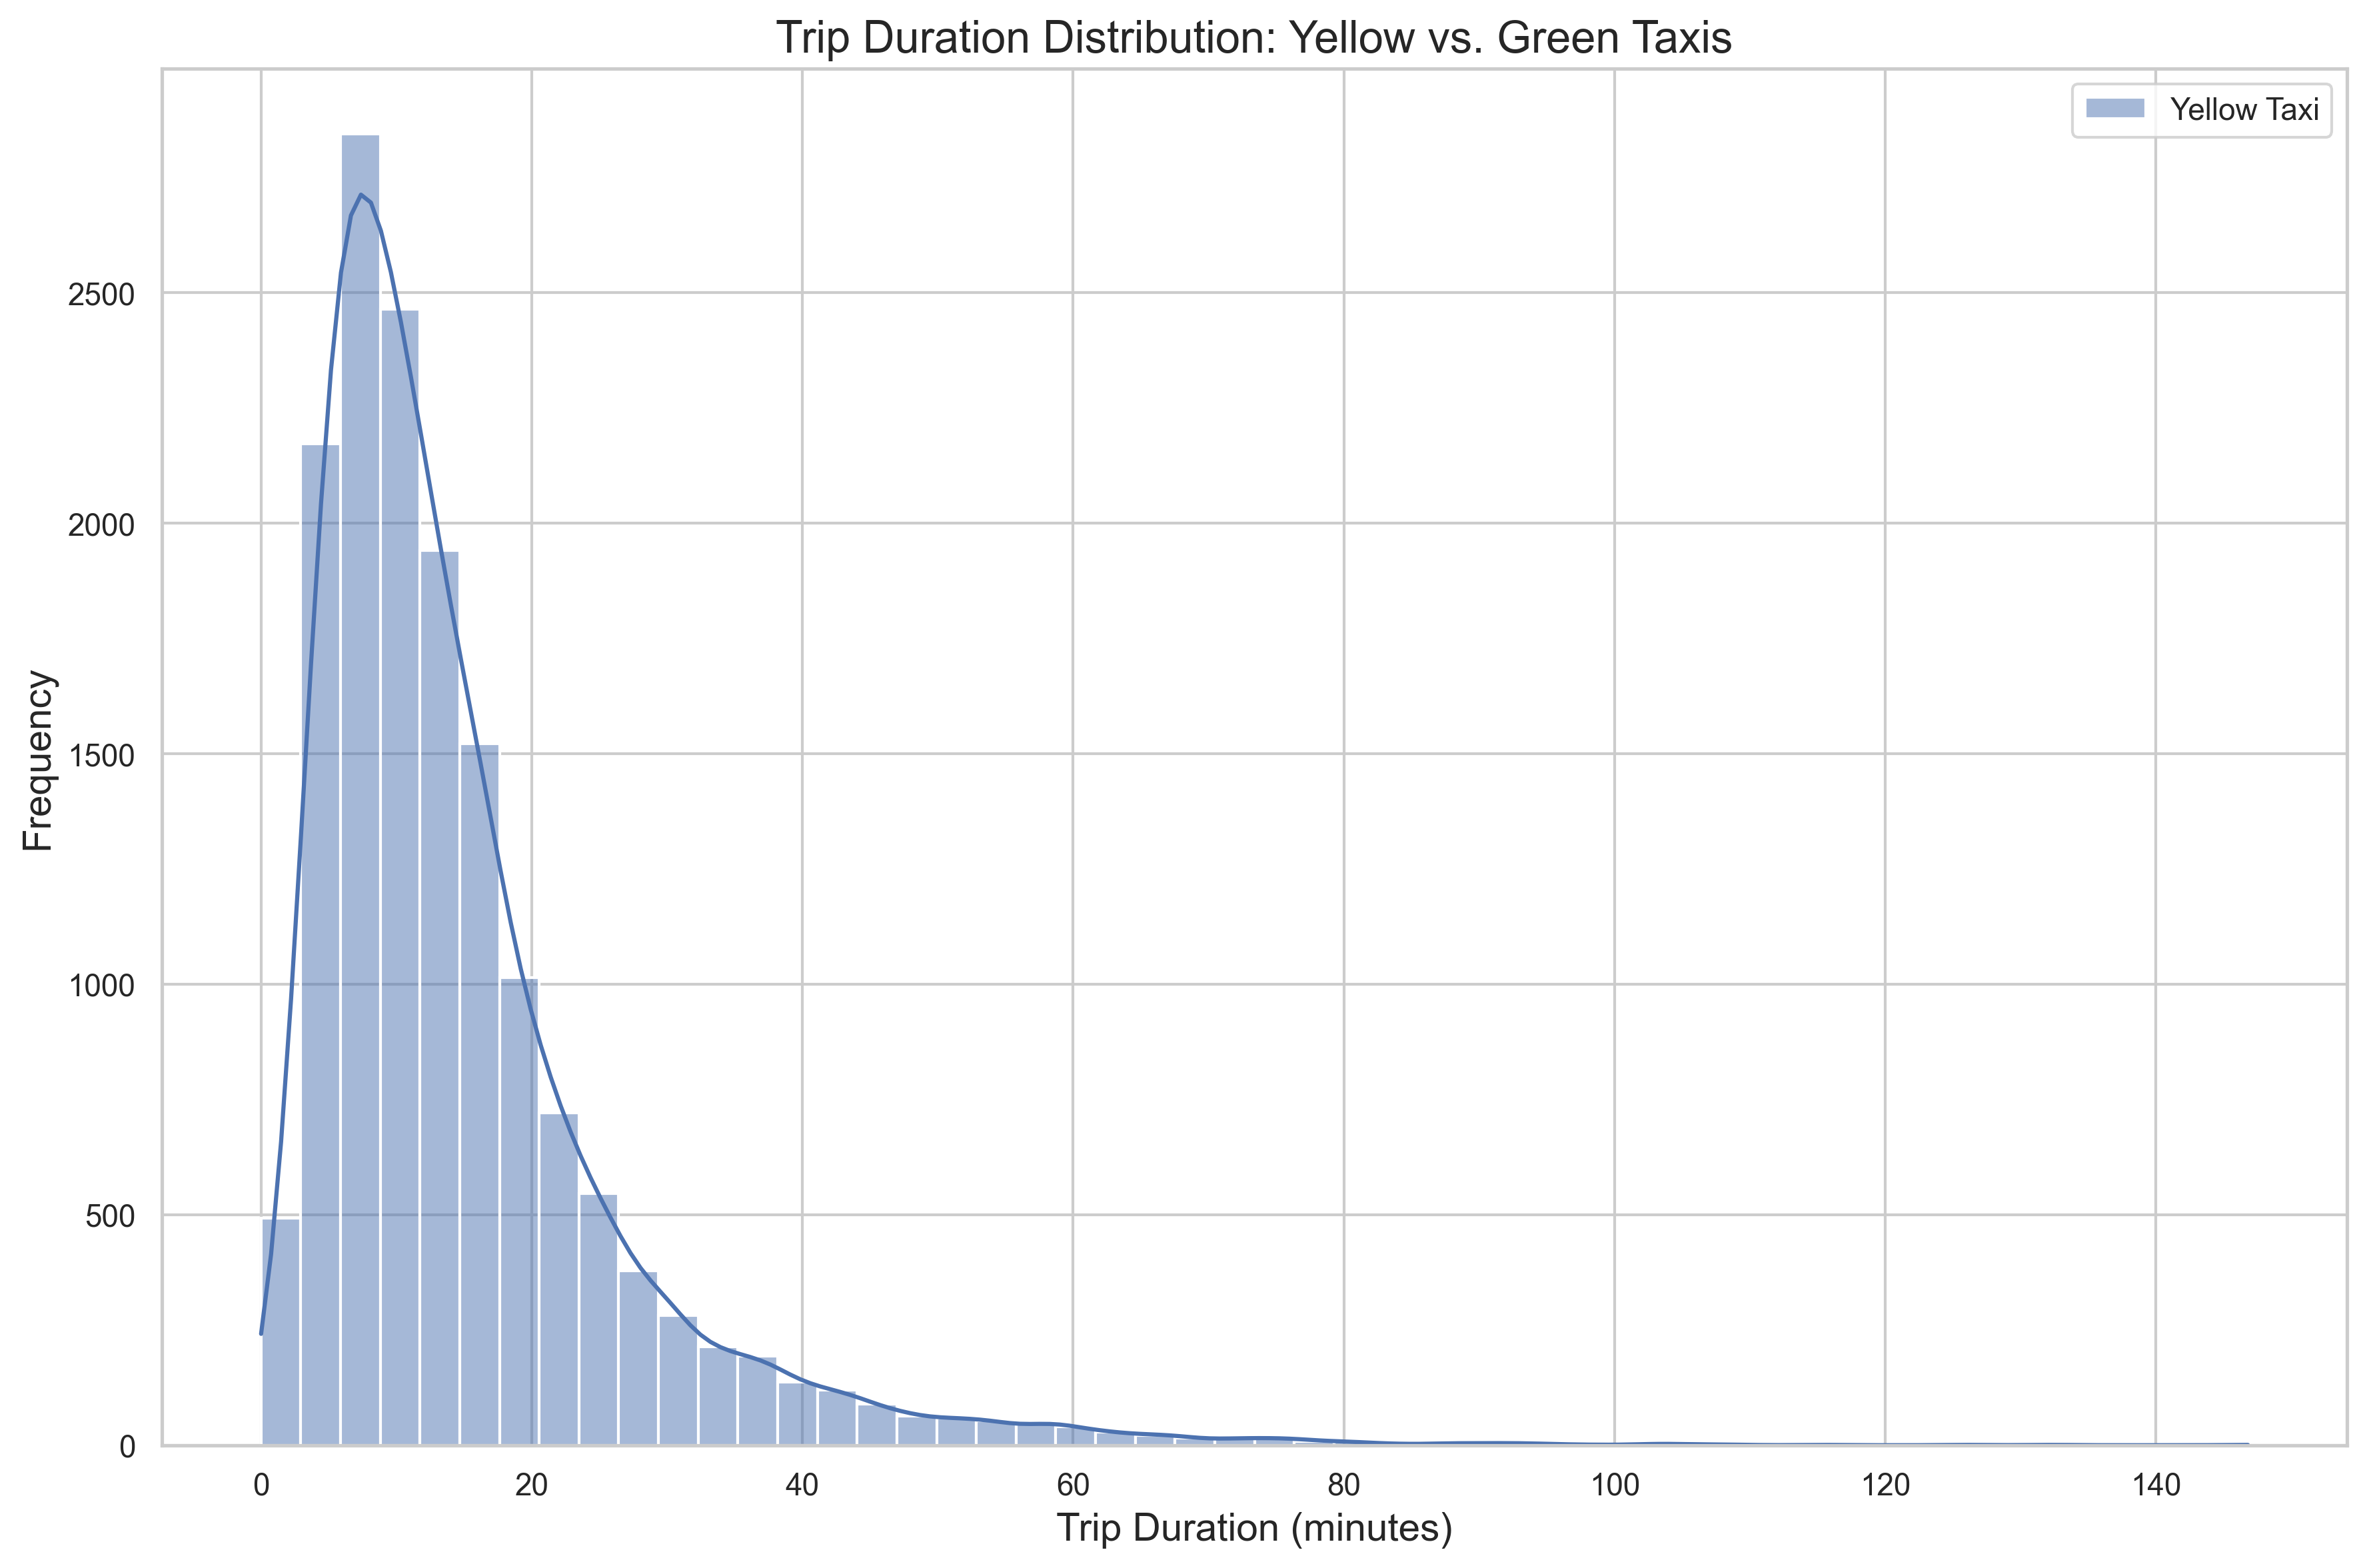 Trip Duration Distribution: Yellow vs. Green Taxis
Yellow Taxi
Frequency
2500
2000
1500
1000
500
0
0 20 40 60 80 100 120 140
Trip Duration (minutes)